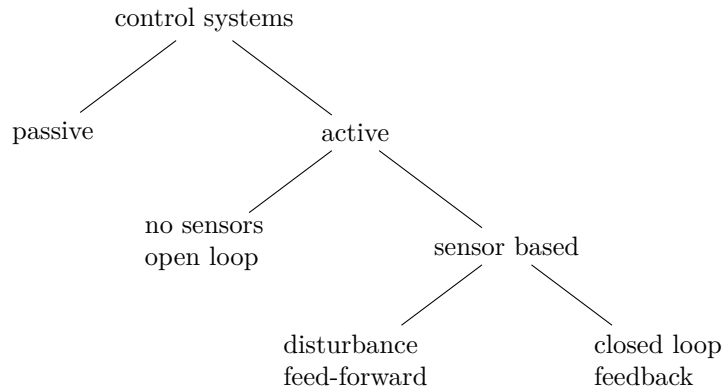 control systems
passive
active
no sensors
open loop
sensor based
disturbance
feed-forward
closed loop
feedback